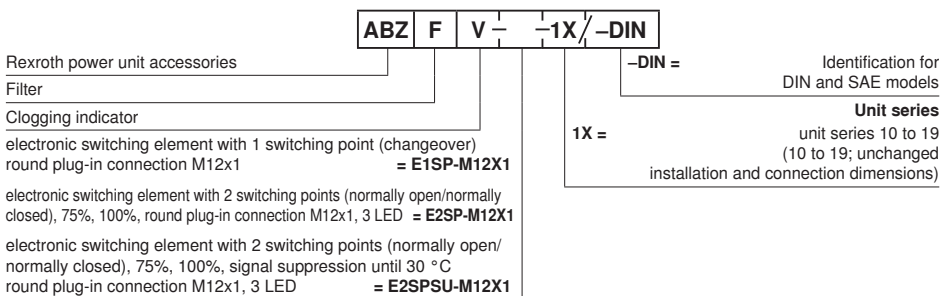 ABZ F V – –1X/ –DIN
Rexroth power unit accessories
Filter
Clogging indicator
electronic switching element with 1 switching point (changeover)
round plug-in connection M12x1 = E1SP-M12X1
electronic switching element with 2 switching points (normally open/normally
closed), 75%, 100%, round plug-in connection M12x1, 3 LED = E2SP-M12X1
electronic switching element with 2 switching points (normally open/
normally closed), 75%, 100%, signal suppression until 30 °C
round plug-in connection M12x1, 3 LED = E2SPSU-M12X1
–DIN = Identification for
DIN and SAE models
Unit series
1X = unit series 10 to 19
(10 to 19; unchanged
installation and connection dimensions)